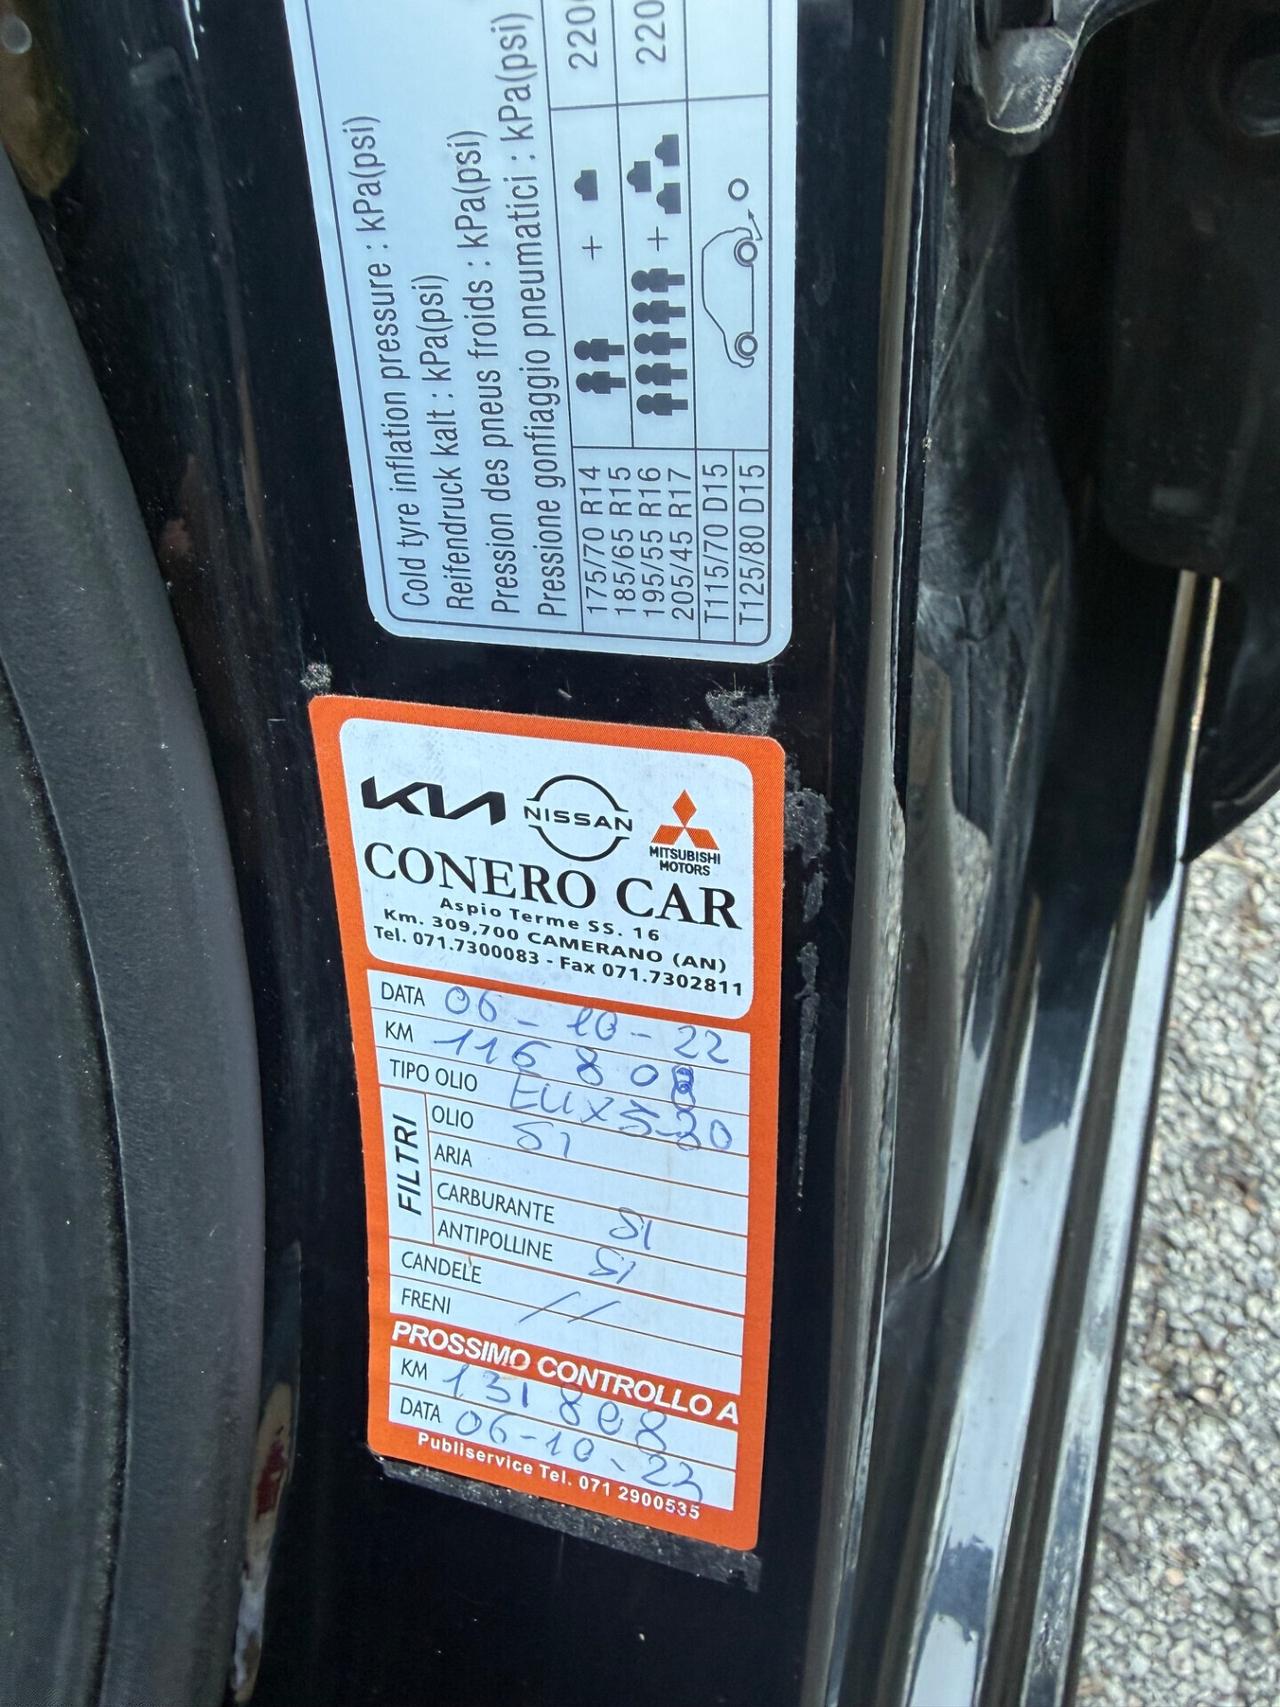 Cold tyre inflation pressure : kPa(psi)
Reifendruck kalt : kPa(psi)
Pression des pneus froids : kPa(psi)
Pressione gonfiaggio pneumatici : kPa(psi)
175/70 R14
185/65 R15
195/55 R16
205/45 R17
+ 220
+ 220
T115/70 D15
T125/80 D15
KIA NISSAN MITSUBISHI
MOTORS
CONERO CAR
Aspio Terme SS. 16
Km. 309,700 CAMERANO (AN)
Tel. 071.7300083 - Fax 071.7302811
DATA 06-10-22
KM 116808
TIPO OLIO EUX 5-30
FILTRI
OLIO SI
ARIA
CARBURANTE SI
ANTIPOLLINE SI
CANDELE
FRENI //
PROSSIMO CONTROLLO A
KM 131808
DATA 06-10-23
Publiservice Tel. 071 2900535